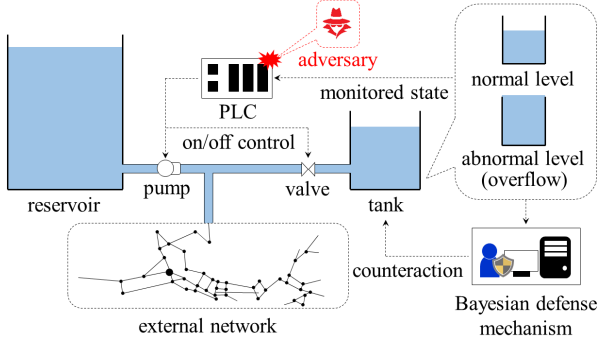 adversary
PLC
monitored state
normal level
on/off control
abnormal level
(overflow)
pump
valve
reservoir
tank
counteraction
Bayesian defense
mechanism
external network